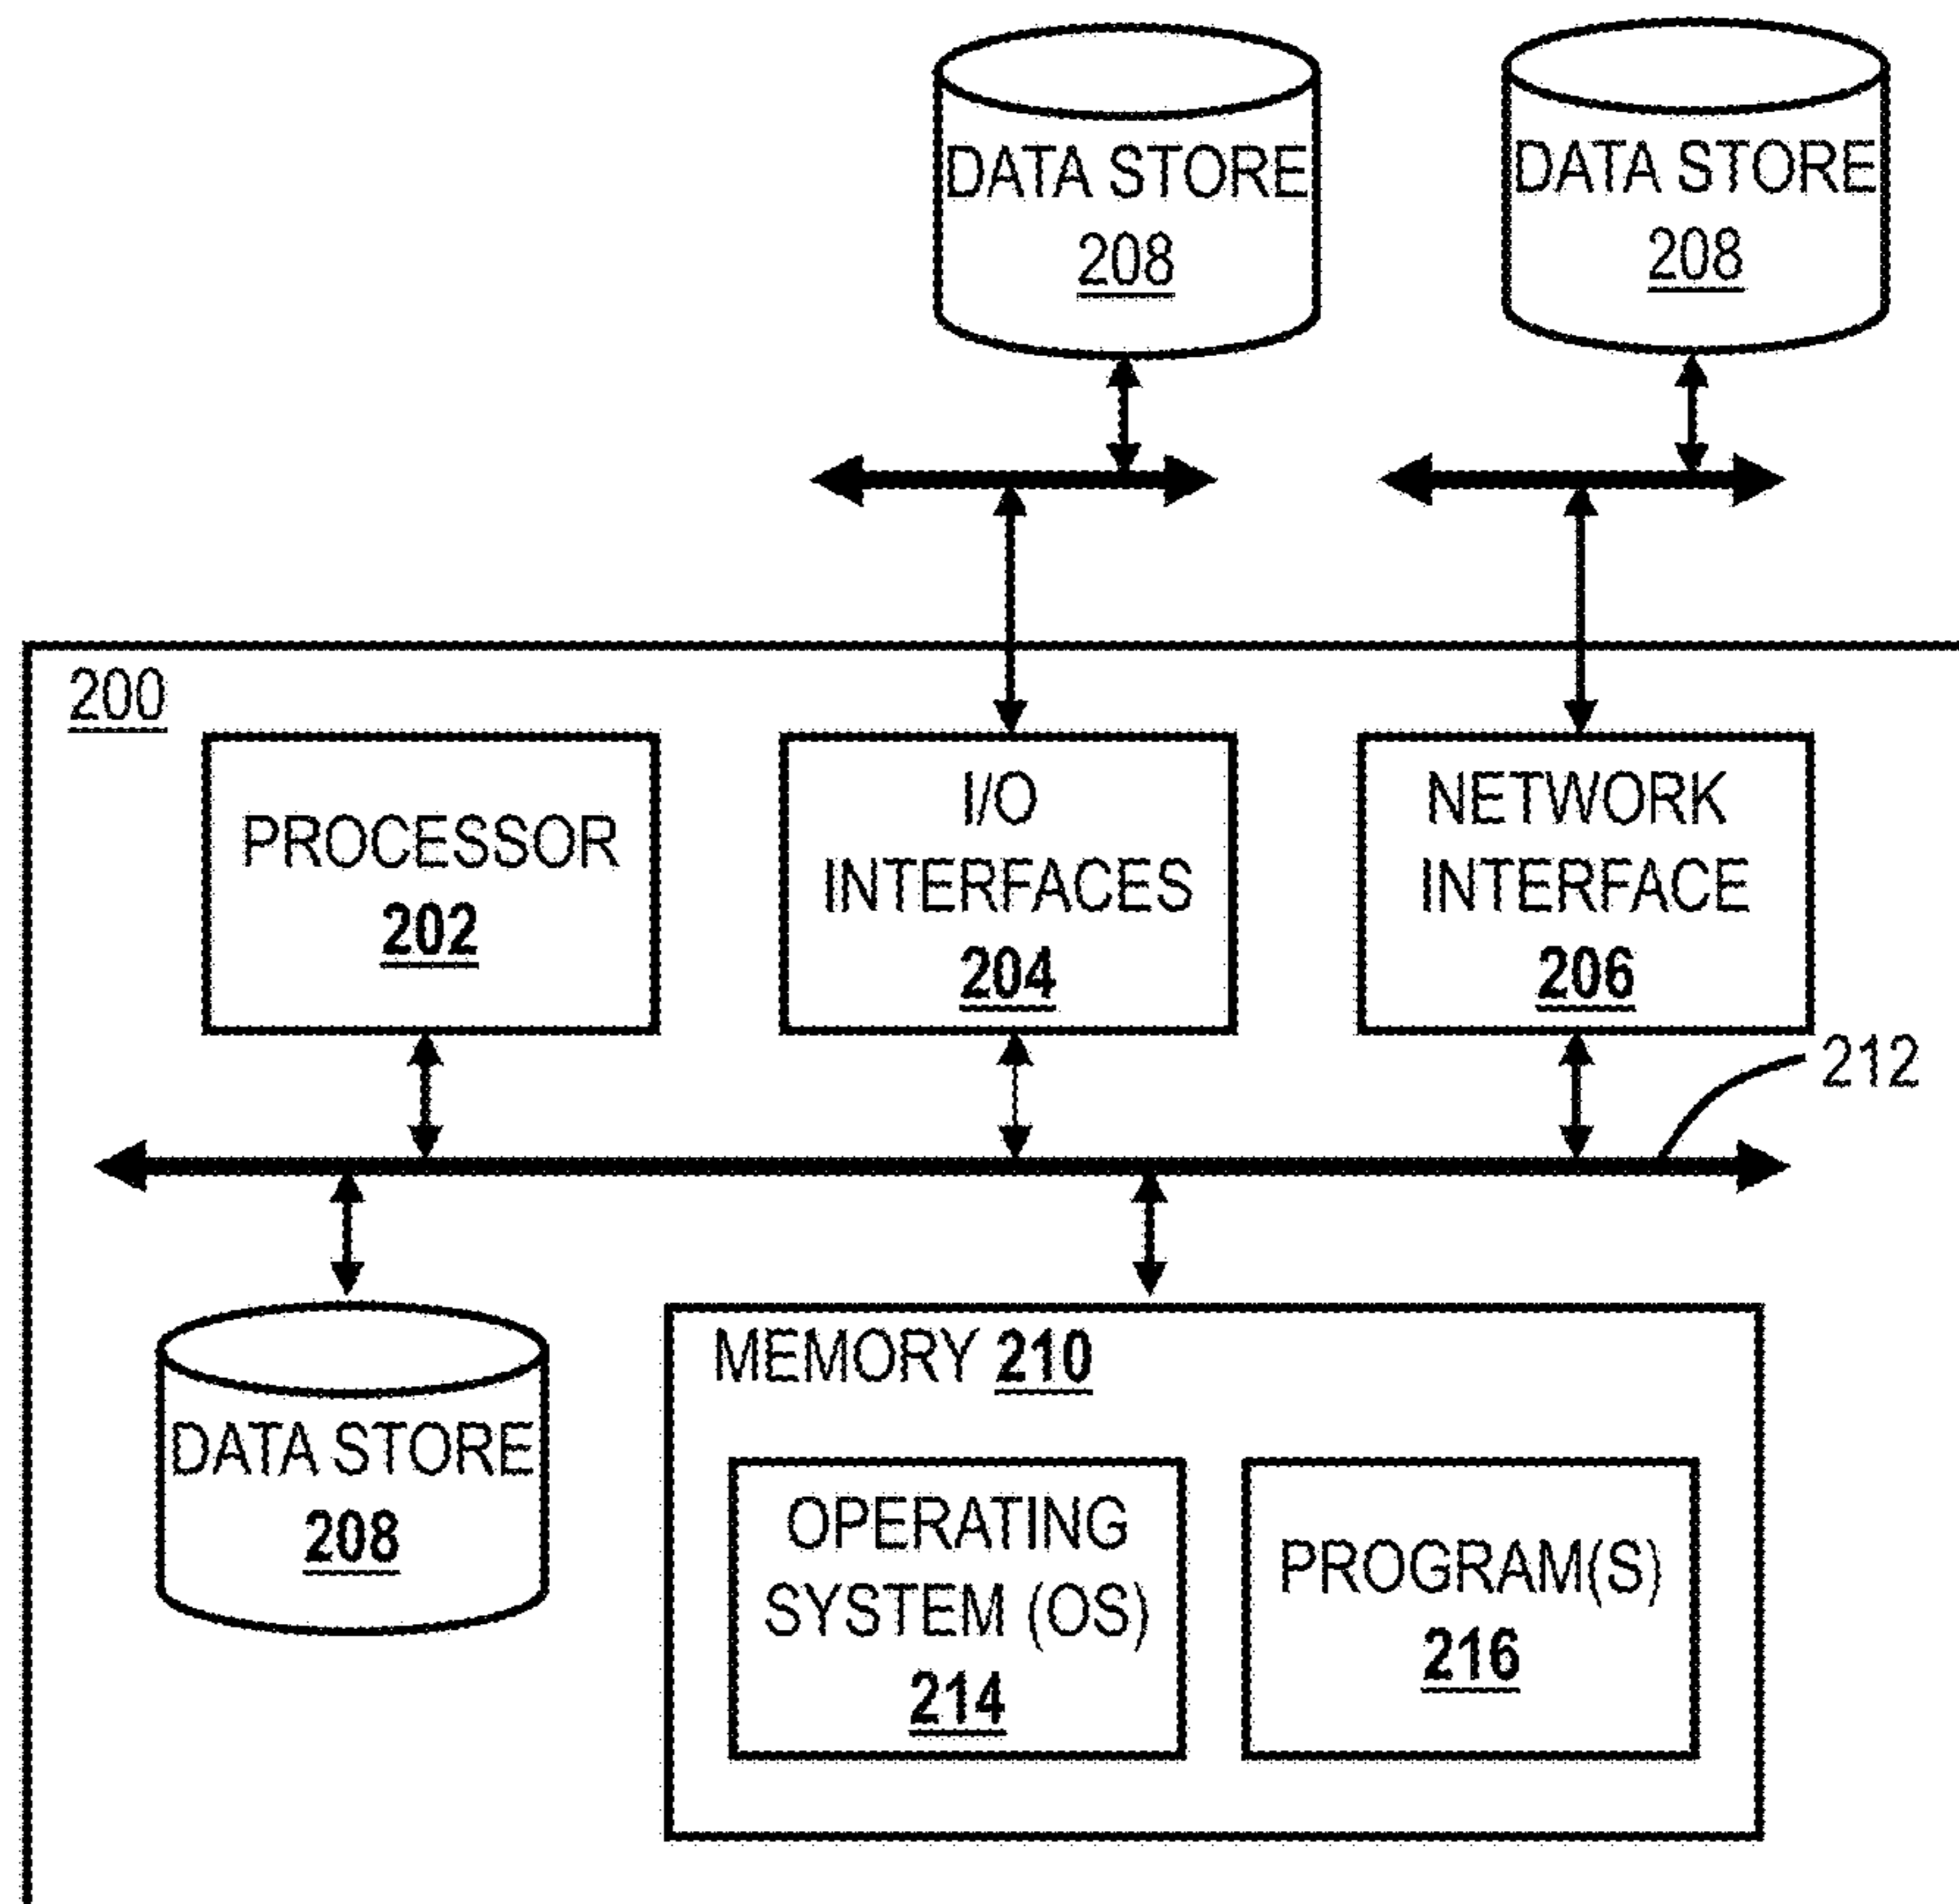 DATA STORE
208
DATA STORE
208
200
PROCESSOR
202
I/O
INTERFACES
204
NETWORK
INTERFACE
206
212
DATA STORE
208
MEMORY 210
OPERATING
SYSTEM (OS)
214
PROGRAM(S)
216